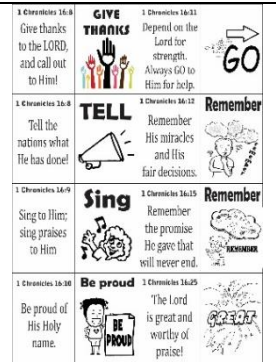 1 Chronicles 16:8
Give thanks
to the LORD,
and call out
to Him!
GIVE
THANKS
1 Chronicles 16:11
Depend on the
Lord for
strength.
Always GO to
Him for help.
GO
1 Chronicles 16:8
Tell the
nations what
He has done!
TELL
1 Chronicles 16:12
Remember
His miracles
and His
fair decisions.
Remember
1 Chronicles 16:9
Sing to Him;
sing praises
to Him
Sing
1 Chronicles 16:15
Remember
the promise
He gave that
will never end.
Remember
REMEMBER
1 Chronicles 16:10
Be proud of
His Holy
name.
Be proud
BE
PROUD
1 Chronicles 16:25
The Lord
is great and
worthy of
praise!
GREAT